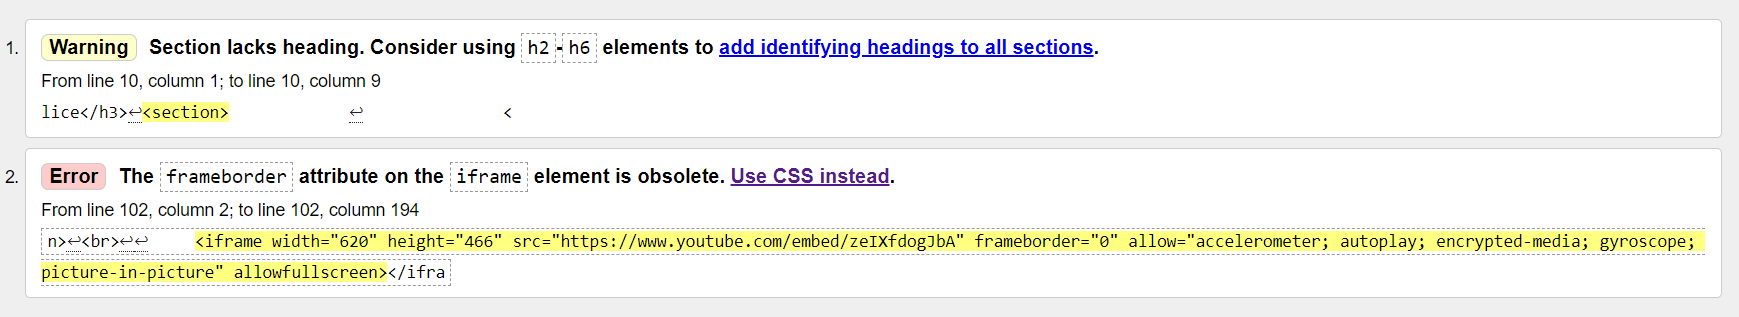 1. Warning Section lacks heading. Consider using h2-h6 elements to add identifying headings to all sections.
From line 10, column 1; to line 10, column 9
lice</h3>↩<section> ↩ <
2. Error The frameborder attribute on the iframe element is obsolete. Use CSS instead.
From line 102, column 2; to line 102, column 194
n>↩<br>↩↩ <iframe width="620" height="466" src="https://www.youtube.com/embed/zeIXfdogJbA" frameborder="0" allow="accelerometer; autoplay; encrypted-media; gyroscope;
picture-in-picture" allowfullscreen></ifra